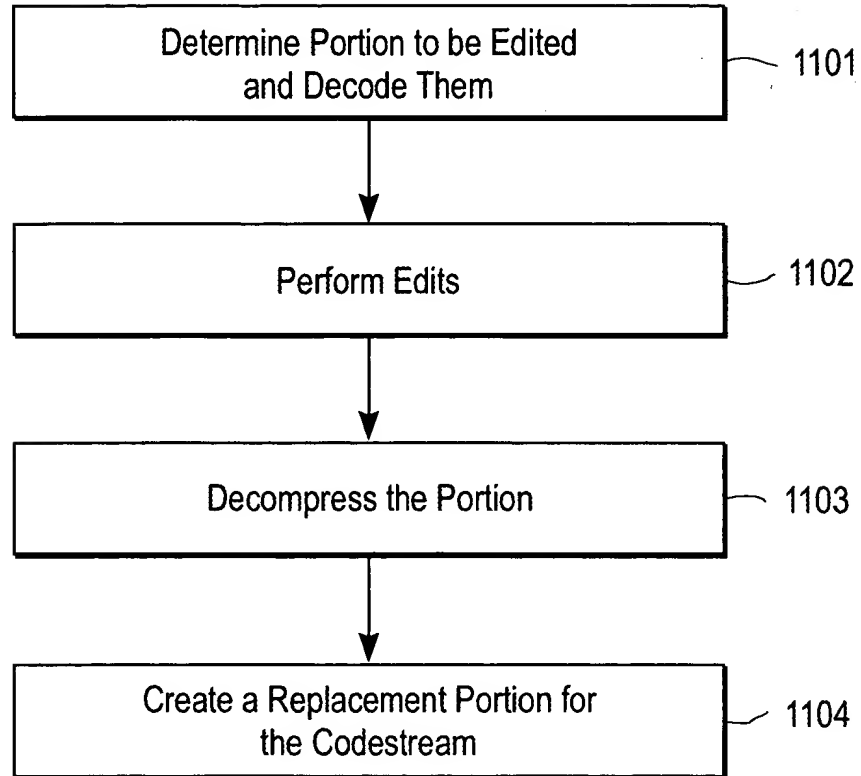 Determine Portion to be Edited
and Decode Them
1101
Perform Edits
1102
Decompress the Portion
1103
Create a Replacement Portion for
the Codestream
1104